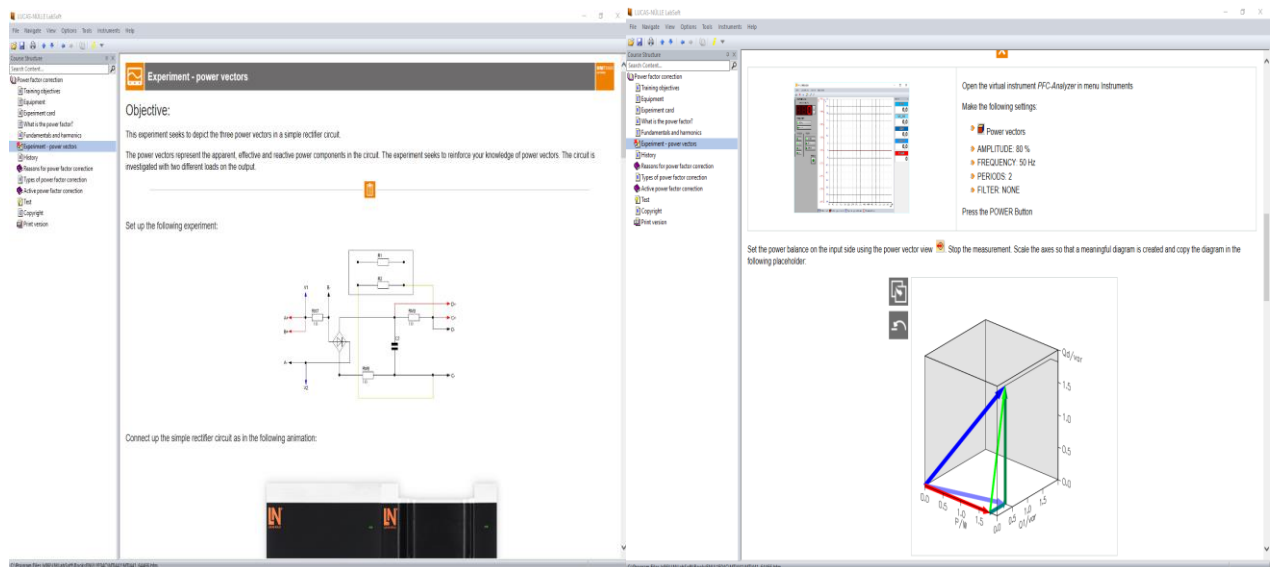 LUCAS-NÜLLE LabSoft
File Navigate View Options Tools Instruments Help
Course Structure
Search Content...
Power factor correction
Training objectives
Equipment
Experiment card
What is the power factor?
Fundamentals and harmonics
Experiment - power vectors
History
Reasons for power factor correction
Types of power factor correction
Active power factor correction
Test
Copyright
Print version
Experiment - power vectors
Objective:
This experiment seeks to depict the three power vectors in a simple rectifier circuit.
The power vectors represent the apparent, effective and reactive power components in the circuit. The experiment seeks to reinforce your knowledge of power vectors. The circuit is
investigated with two different loads on the output.
Set up the following experiment:
R1
R2
A+
B+
A-
D+
C+
D-
C-
Connect up the simple rectifier circuit as in the following animation:
LN
LN
LUCAS-NÜLLE LabSoft
File Navigate View Options Tools Instruments Help
Course Structure
Search Content...
Power factor correction
Training objectives
Equipment
Experiment card
What is the power factor?
Fundamentals and harmonics
Experiment - power vectors
History
Reasons for power factor correction
Types of power factor correction
Active power factor correction
Test
Copyright
Print version
Open the virtual instrument PFC-Analyzer in menu Instruments
Make the following settings:
Power vectors
AMPLITUDE: 80 %
FREQUENCY: 50 Hz
PERIODS: 2
FILTER: NONE
Press the POWER Button
Set the power balance on the input side using the power vector view . Stop the measurement. Scale the axes so that a meaningful diagram is created and copy the diagram in the
following placeholder:
Qd/var
1.5
1.0
0.5
0.0
0.0 0.5 1.0 1.5
P/W
0.0 0.5 1.0 1.5
Q1/var